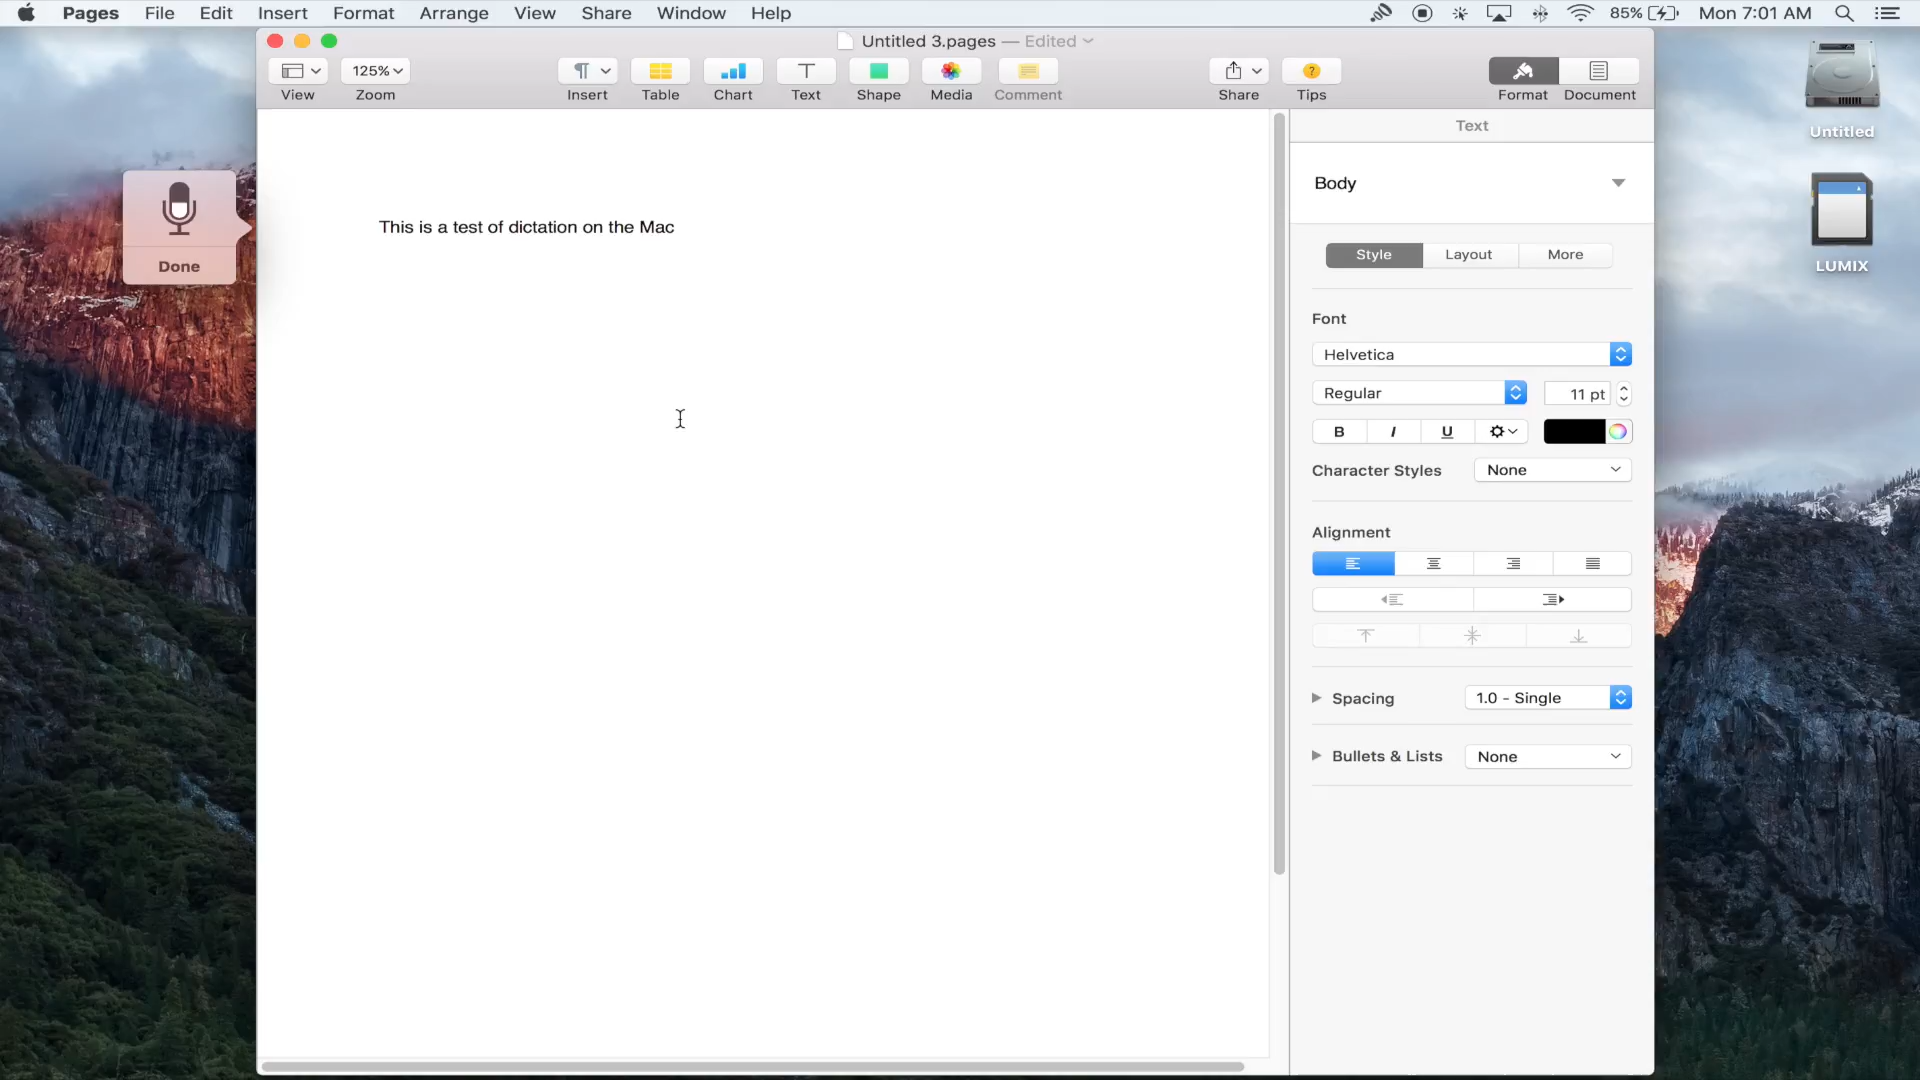 Pages File Edit Insert Format Arrange View Share Window Help 85% Mon 7:01 AM
Untitled 3.pages — Edited
125%
View Zoom Insert Table Chart Text Shape Media Comment Share Tips Format Document
Untitled
LUMIX
Done
This is a test of dictation on the Mac
Text
Body
Style Layout More
Font
Helvetica
Regular 11 pt
B I U
Character Styles None
Alignment
Spacing 1.0 - Single
Bullets & Lists None